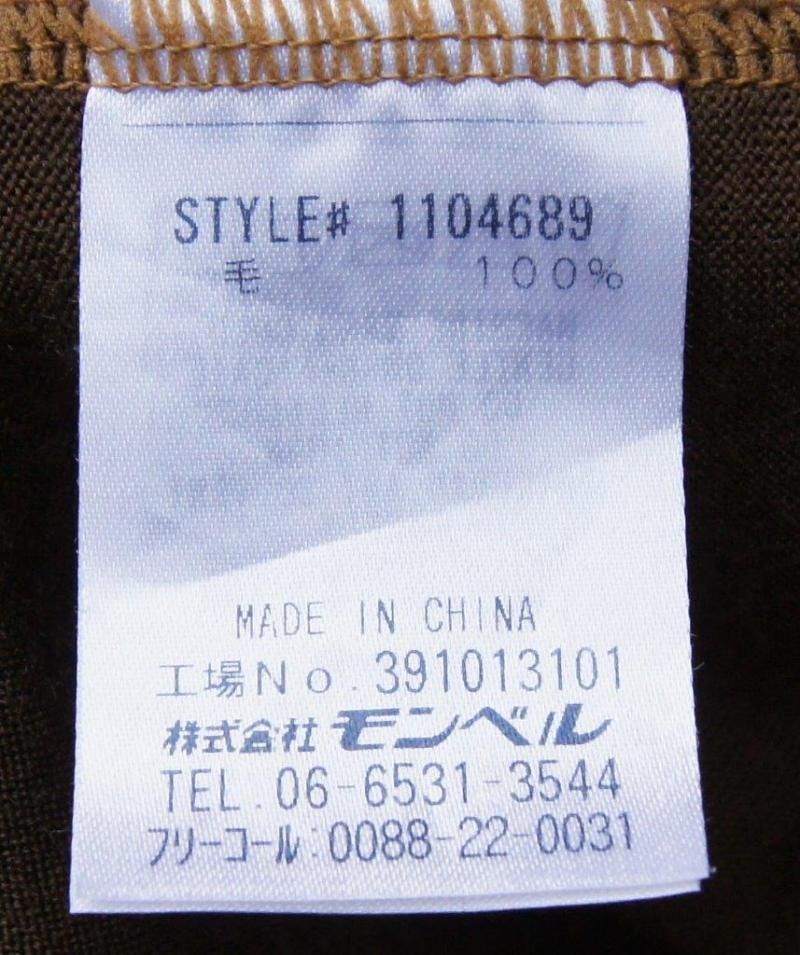 STYLE# 1104689
毛 100%
MADE IN CHINA
工場No.391013101
株式会社モンベル
TEL.06-6531-3544
フリーコール:0088-22-0031